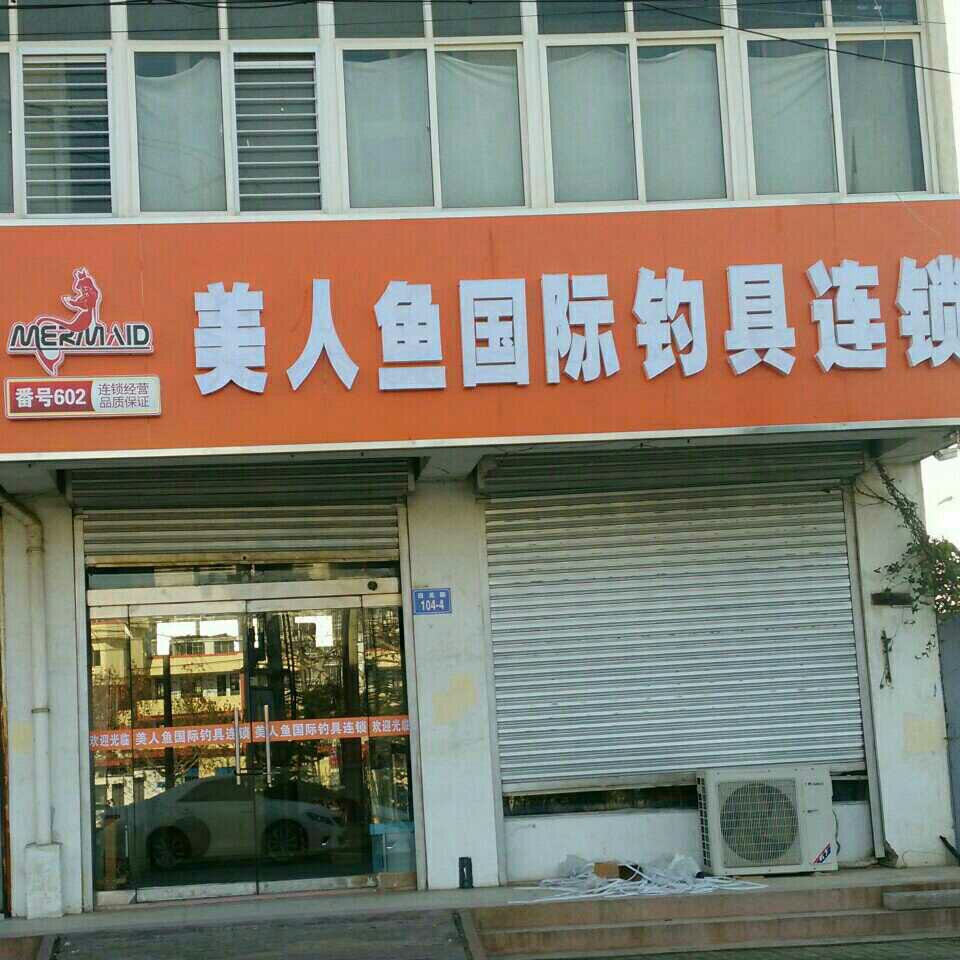 美人鱼国际钓具连锁
MERMAID
番号602
连锁经营
品质保证
104-4
欢迎光临 美人鱼国际钓具连锁 美人鱼国际钓具连锁 欢迎光临